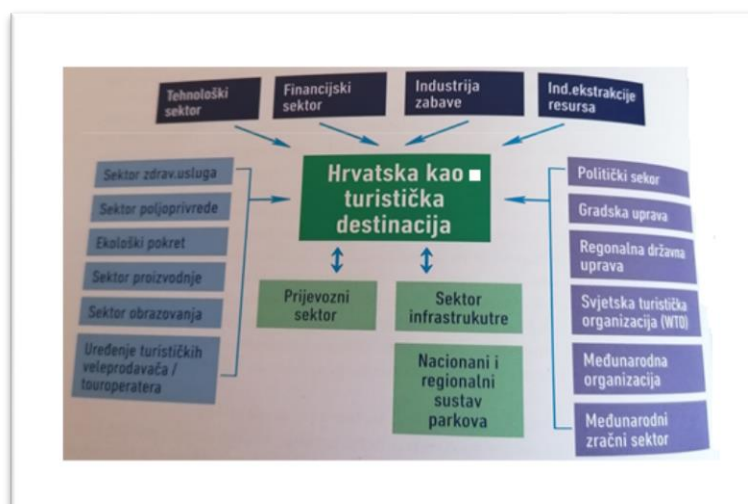 Tehnološki
sektor
Financijski
sektor
Industrija
zabave
Ind.ekstrakcije
resursa
Hrvatska kao
turistička
destinacija
Sektor zdrav.usluga
Sektor poljoprivrede
Ekološki pokret
Sektor proizvodnje
Sektor obrazovanja
Uređenje turističkih
veleprodavača /
touroperatera
Prijevozni
sektor
Sektor
infrastrukutre
Nacionani i
regionalni
sustav
parkova
Politički sekor
Gradska uprava
Regionalna državna
uprava
Svjetska turistička
organizacija (WTO)
Međunarodna
organizacija
Međunarodni
zračni sektor